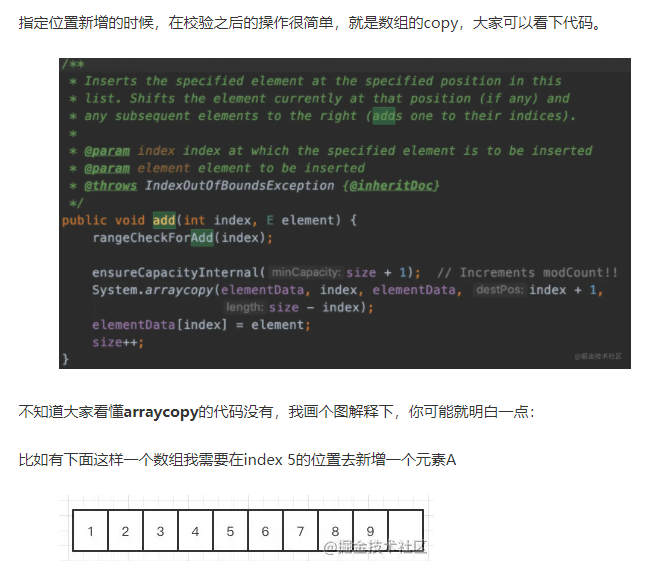 指定位置新增的时候，在校验之后的操作很简单，就是数组的copy，大家可以看下代码。
/**
* Inserts the specified element at the specified position in this
* list. Shifts the element currently at that position (if any) and
* any subsequent elements to the right (adds one to their indices).
*
* @param index index at which the specified element is to be inserted
* @param element element to be inserted
* @throws IndexOutOfBoundsException {@inheritDoc}
*/
public void add(int index, E element) {
rangeCheckForAdd(index);
ensureCapacityInternal( minCapacity: size + 1);  // Increments modCount!!
System.arraycopy(elementData, index, elementData, destPos: index + 1,
length: size - index);
elementData[index] = element;
size++;
}
@掘金技术社区
不知道大家看懂arraycopy的代码没有，我画个图解释下，你可能就明白一点：
比如有下面这样一个数组我需要在index 5的位置去新增一个元素A
1 2 3 4 5 6 7 8 9
@掘金技术社区